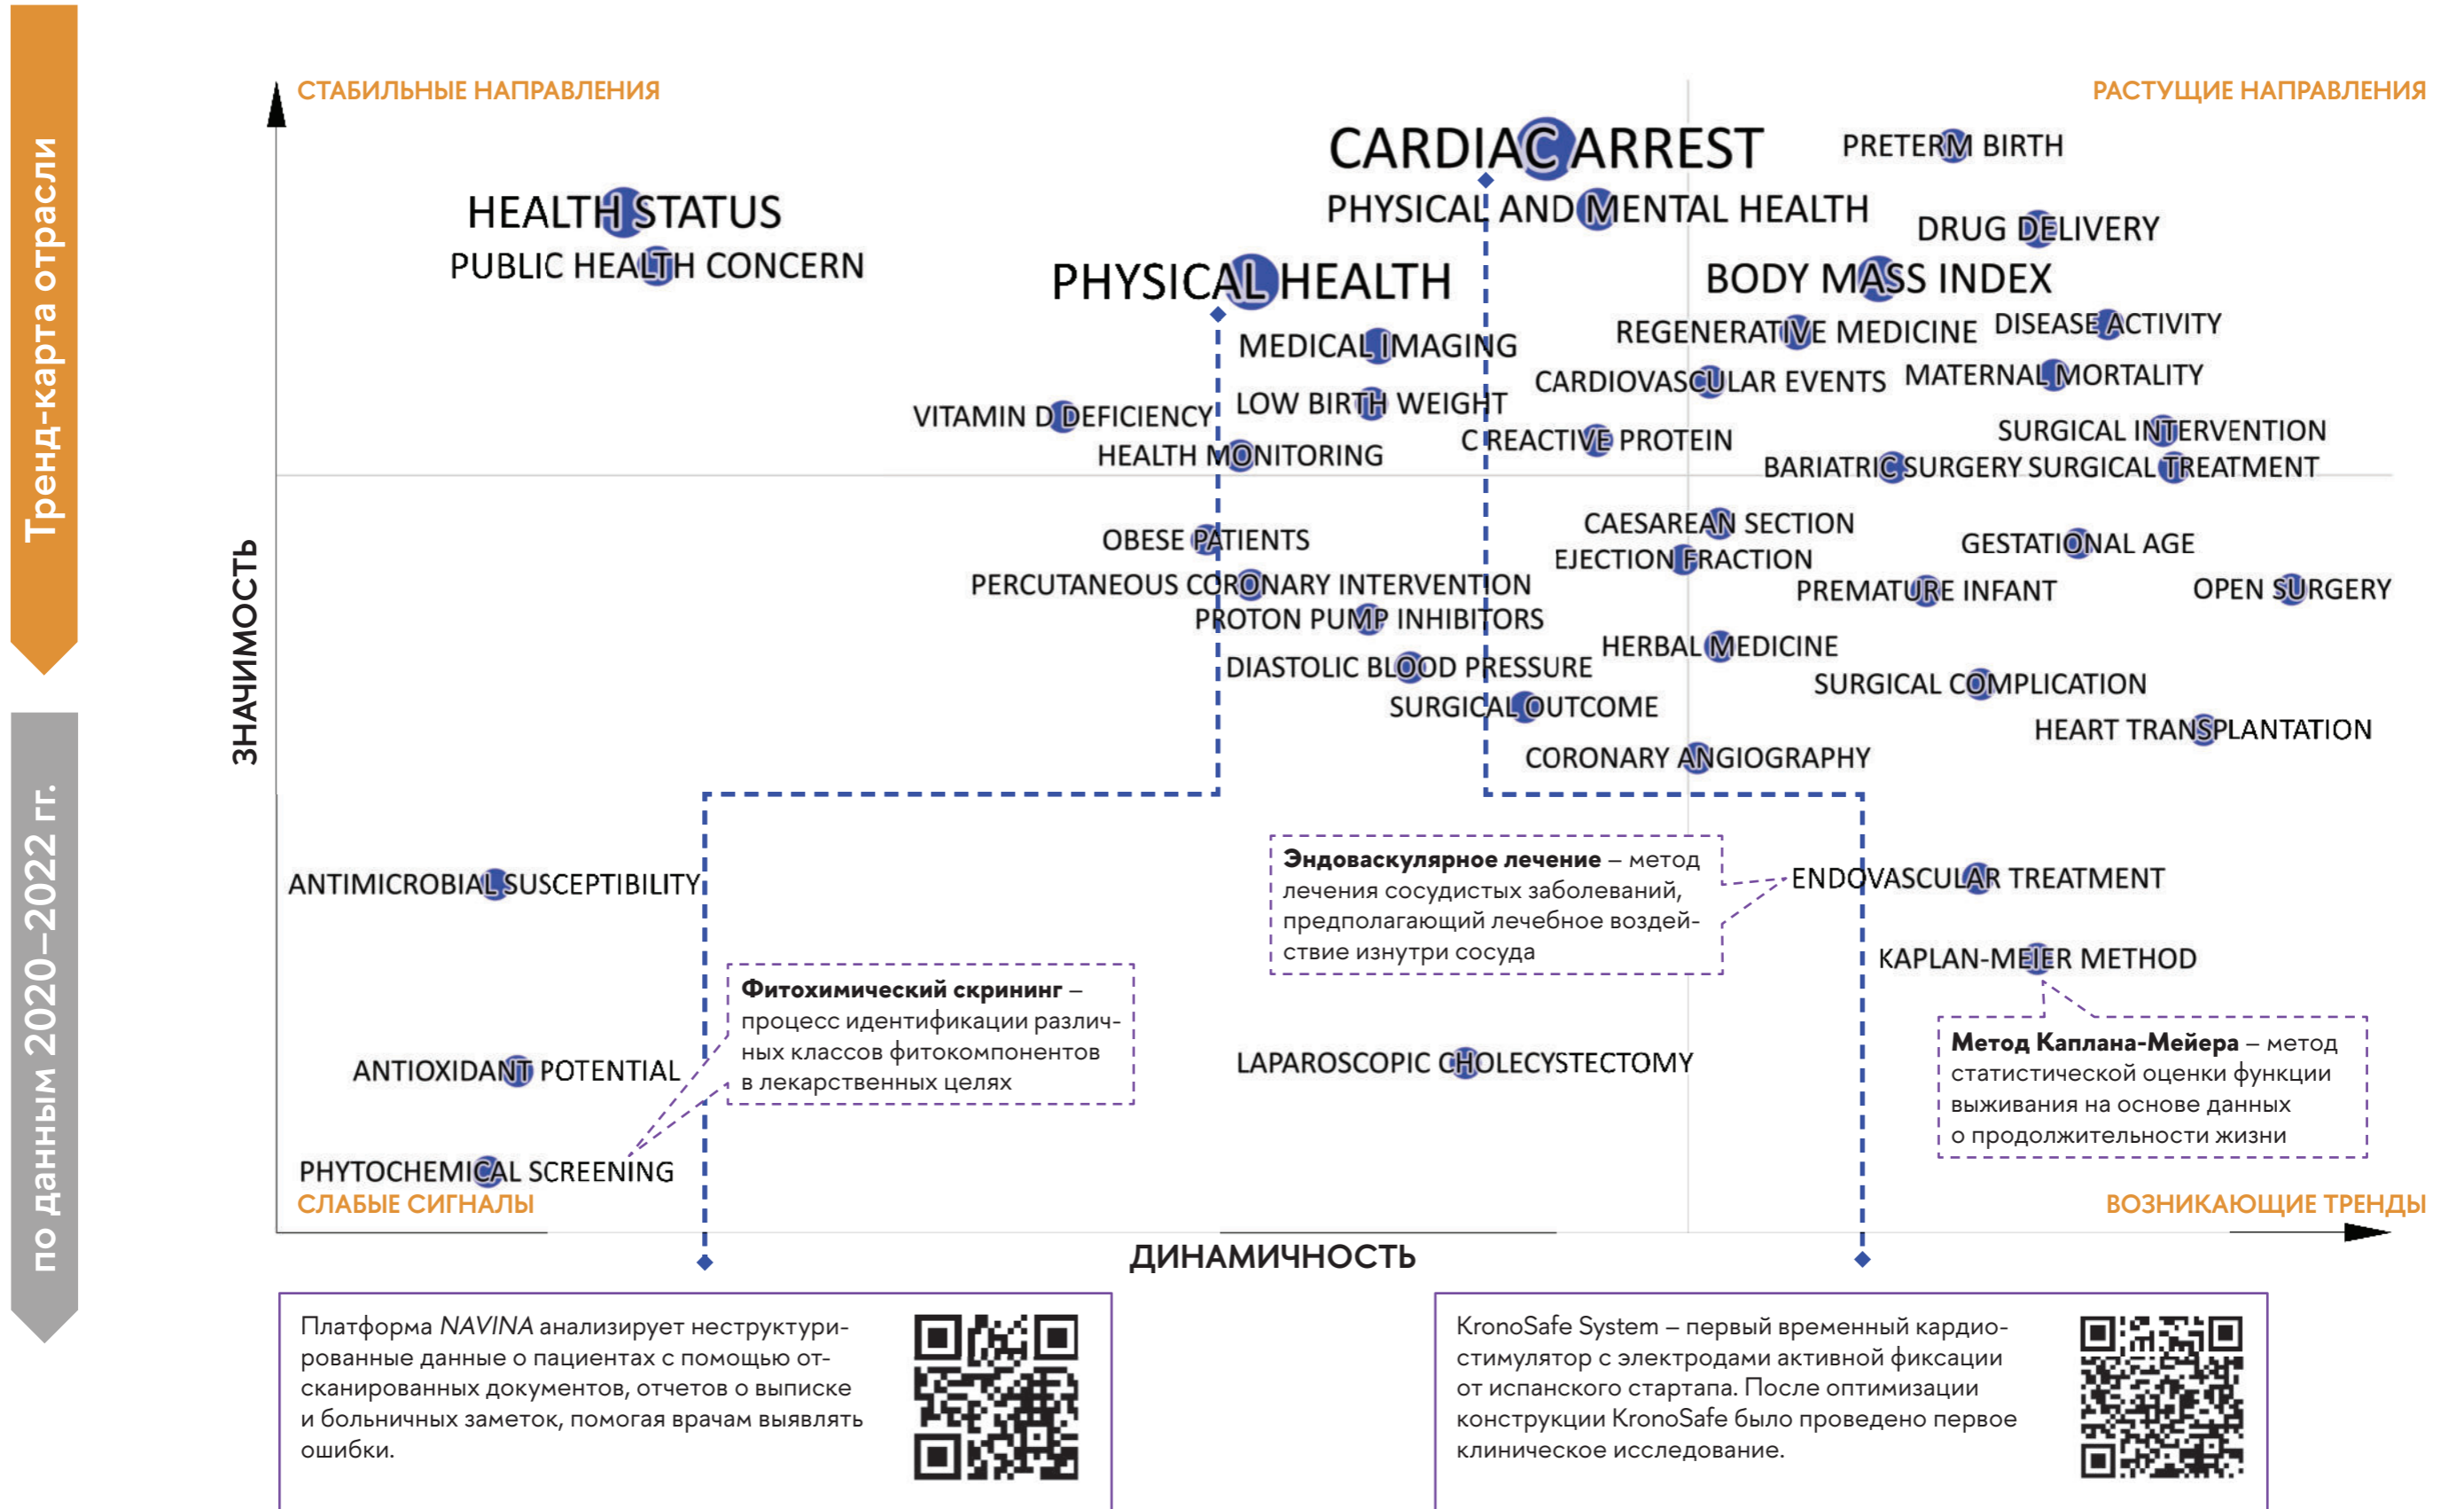 Тренд-карта отрасли
по данным 2020–2022 гг.
СТАБИЛЬНЫЕ НАПРАВЛЕНИЯ
РАСТУЩИЕ НАПРАВЛЕНИЯ
CARDIAC ARREST
PRETERM BIRTH
HEALTH STATUS
PHYSICAL AND MENTAL HEALTH
DRUG DELIVERY
PUBLIC HEALTH CONCERN
PHYSICAL HEALTH
BODY MASS INDEX
MEDICAL IMAGING
REGENERATIVE MEDICINE
DISEASE ACTIVITY
CARDIOVASCULAR EVENTS
MATERNAL MORTALITY
VITAMIN D DEFICIENCY
LOW BIRTH WEIGHT
HEALTH MONITORING
C REACTIVE PROTEIN
SURGICAL INTERVENTION
BARIATRIC SURGERY
SURGICAL TREATMENT
OBESE PATIENTS
CAESAREAN SECTION
EJECTION FRACTION
GESTATIONAL AGE
PERCUTANEOUS CORONARY INTERVENTION
PREMATURE INFANT
OPEN SURGERY
PROTON PUMP INHIBITORS
HERBAL MEDICINE
DIASTOLIC BLOOD PRESSURE
SURGICAL COMPLICATION
SURGICAL OUTCOME
HEART TRANSPLANTATION
CORONARY ANGIOGRAPHY
ЗНАЧИМОСТЬ
ANTIMICROBIAL SUSCEPTIBILITY
Эндоваскулярное лечение – метод
лечения сосудистых заболеваний,
предполагающий лечебное воздей-
ствие изнутри сосуда
ENDOVASCULAR TREATMENT
KAPLAN-MEIER METHOD
Фитохимический скрининг –
процесс идентификации различ-
ных классов фитокомпонентов
в лекарственных целях
Метод Каплана-Мейера – метод
статистической оценки функции
выживания на основе данных
о продолжительности жизни
ANTIOXIDANT POTENTIAL
LAPAROSCOPIC CHOLECYSTECTOMY
PHYTOCHEMICAL SCREENING
СЛАБЫЕ СИГНАЛЫ
ВОЗНИКАЮЩИЕ ТРЕНДЫ
ДИНАМИЧНОСТЬ
Платформа NAVINA анализирует неструктури-
рованные данные о пациентах с помощью от-
сканированных документов, отчетов о выписке
и больничных заметок, помогая врачам выявлять
ошибки.
KronoSafe System – первый временный кардио-
стимулятор с электродами активной фиксации
от испанского стартапа. После оптимизации
конструкции KronoSafe было проведено первое
клиническое исследование.